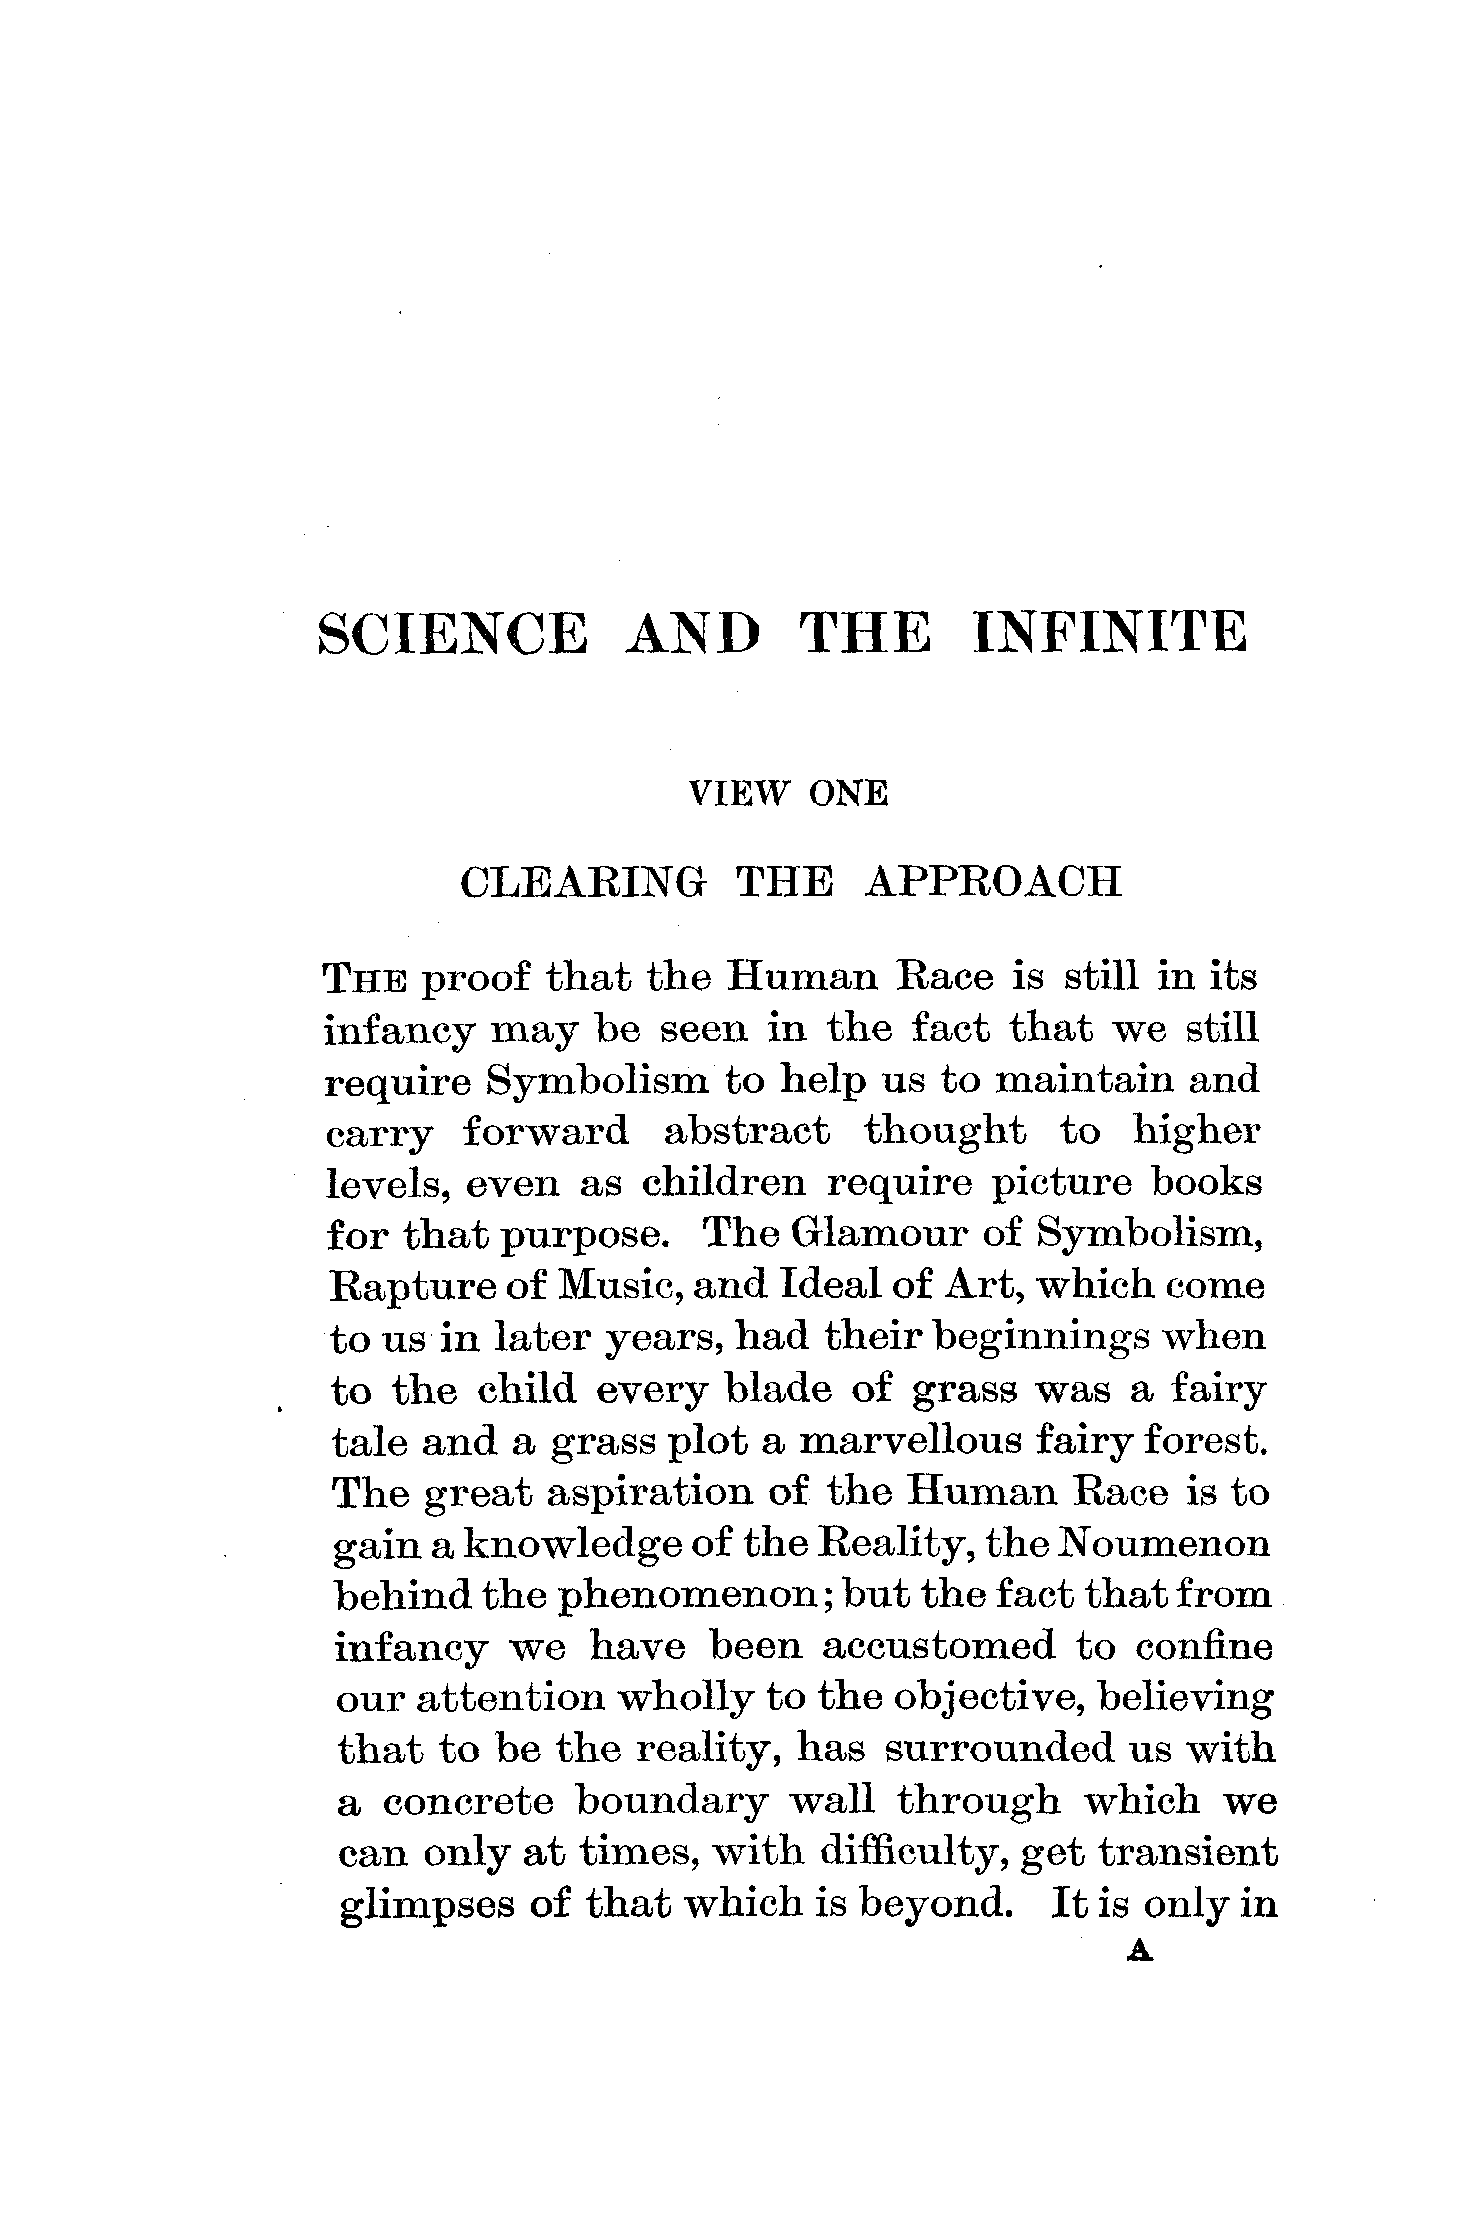 SCIENCE AND THE INFINITE
VIEW ONE
CLEARING THE APPROACH
THE proof that the Human Race is still in its
infancy may be seen in the fact that we still
require Symbolism to help us to maintain and
carry forward abstract thought to higher
levels, even as children require picture books
for that purpose. The Glamour of Symbolism,
Rapture of Music, and Ideal of Art, which come
to us in later years, had their beginnings when
to the child every blade of grass was a fairy
tale and a grass plot a marvellous fairy forest.
The great aspiration of the Human Race is to
gain a knowledge of the Reality, the Noumenon
behind the phenomenon; but the fact that from
infancy we have been accustomed to confine
our attention wholly to the objective, believing
that to be the reality, has surrounded us with
a concrete boundary wall through which we
can only at times, with difficulty, get transient
glimpses of that which is beyond. It is only in
A